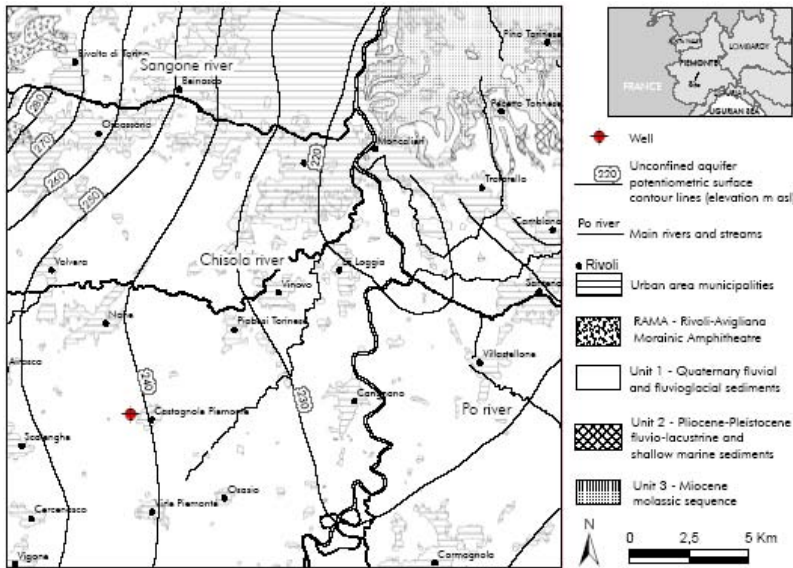 Pino Torinese
Rivalta di Torino
Sangone river
Beinasco
280
Pecetto Torinese
Orbassano
270
Moncalieri
220
260
Trofarello
250
Cambiano
Volvera
Chisola river
La Loggia
Vinovo
Santena
None
Piobesi Torinese
Airasca
Villastellone
240
230
Carignano
Po river
Castagnole Piemonte
Scalenghe
Osasio
Virle Piemonte
Cercenasco
Vigone
Carmagnola
LOMBARDY
PIEMONTE
FRANCE
Site
LIGURIAN SEA
Well
220
Unconfined aquifer
potentiometric surface
contour lines (elevation m asl)
Po river
Main rivers and streams
Rivoli
Urban area municipalities
RAMA - Rivoli-Avigliana
Morainic Amphitheatre
Unit 1 - Quaternary fluvial
and fluvioglacial sediments
Unit 2 - Pliocene-Pleistocene
fluvio-lacustrine and
shallow marine sediments
Unit 3 - Miocene
molassic sequence
N
0 2,5 5 Km